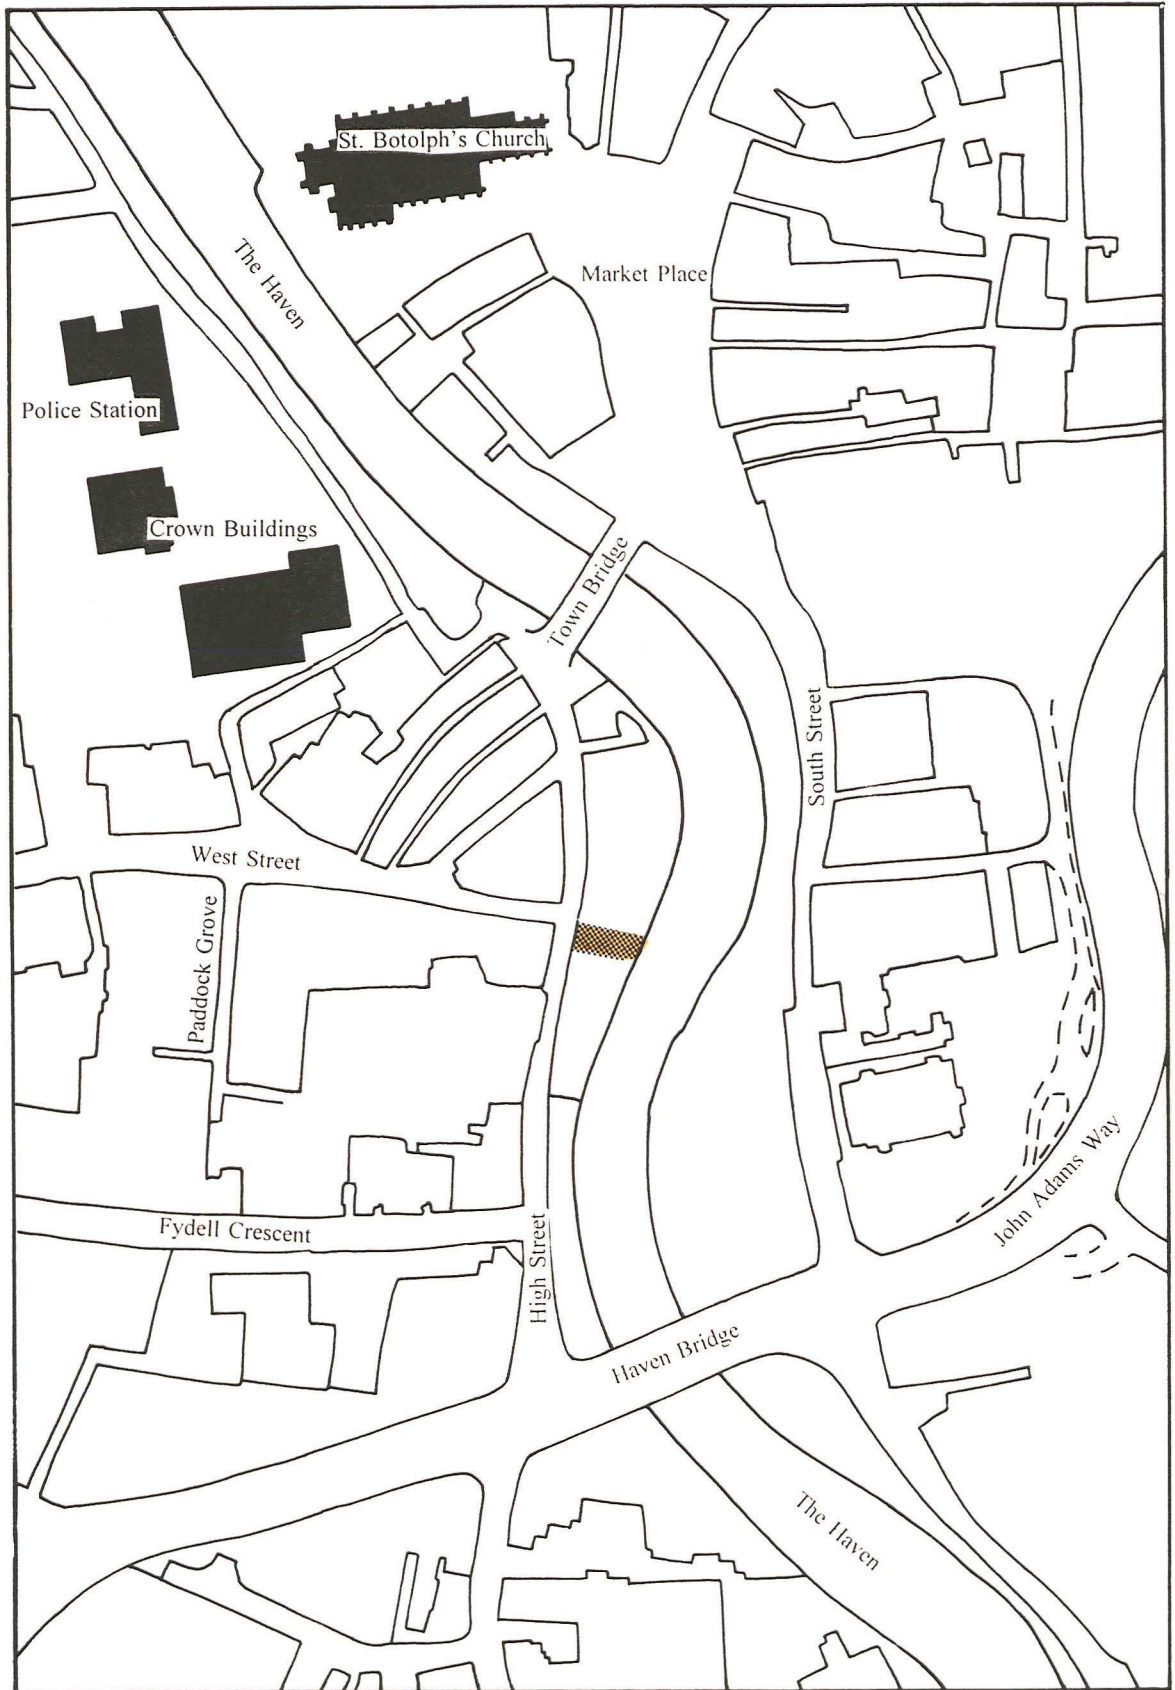 St. Botolph's Church
The Haven
Market Place
Police Station
Crown Buildings
Town Bridge
South Street
West Street
Paddock Grove
John Adams Way
Fydell Crescent
High Street
Haven Bridge
The Haven